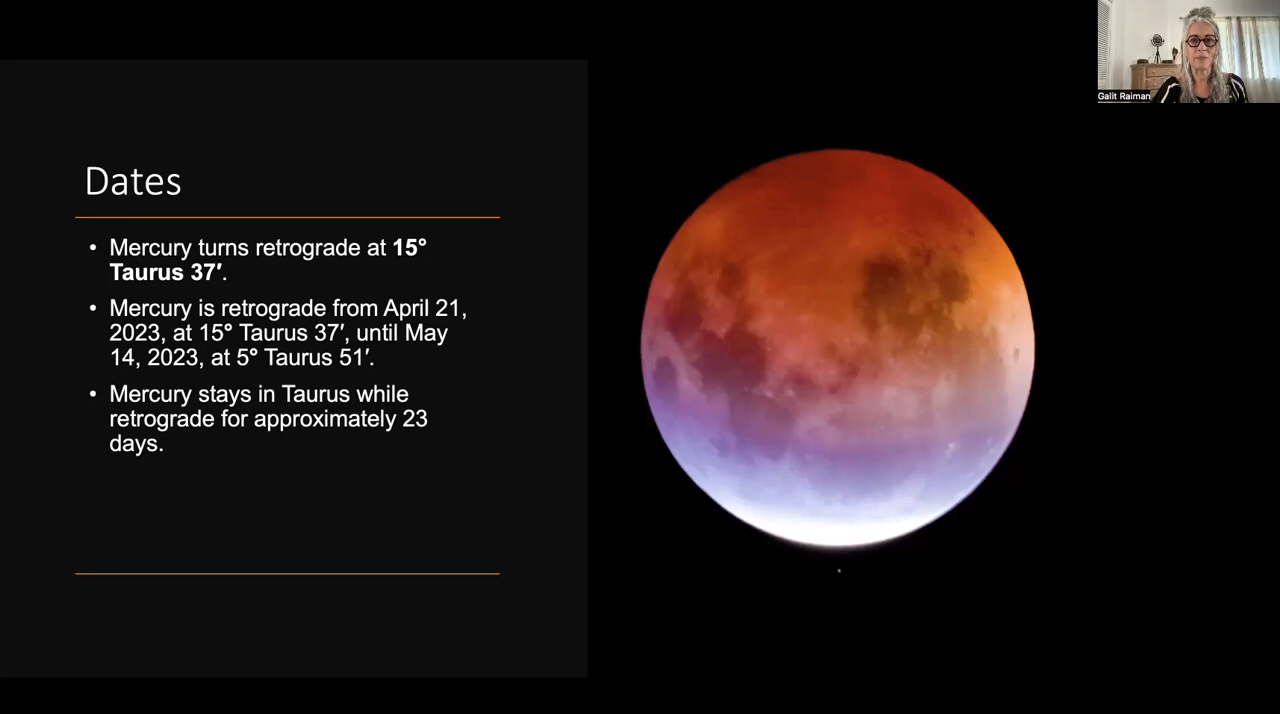 Galit Raiman
Dates
• Mercury turns retrograde at 15°
Taurus 37′.
• Mercury is retrograde from April 21,
2023, at 15° Taurus 37′, until May
14, 2023, at 5° Taurus 51′.
• Mercury stays in Taurus while
retrograde for approximately 23
days.